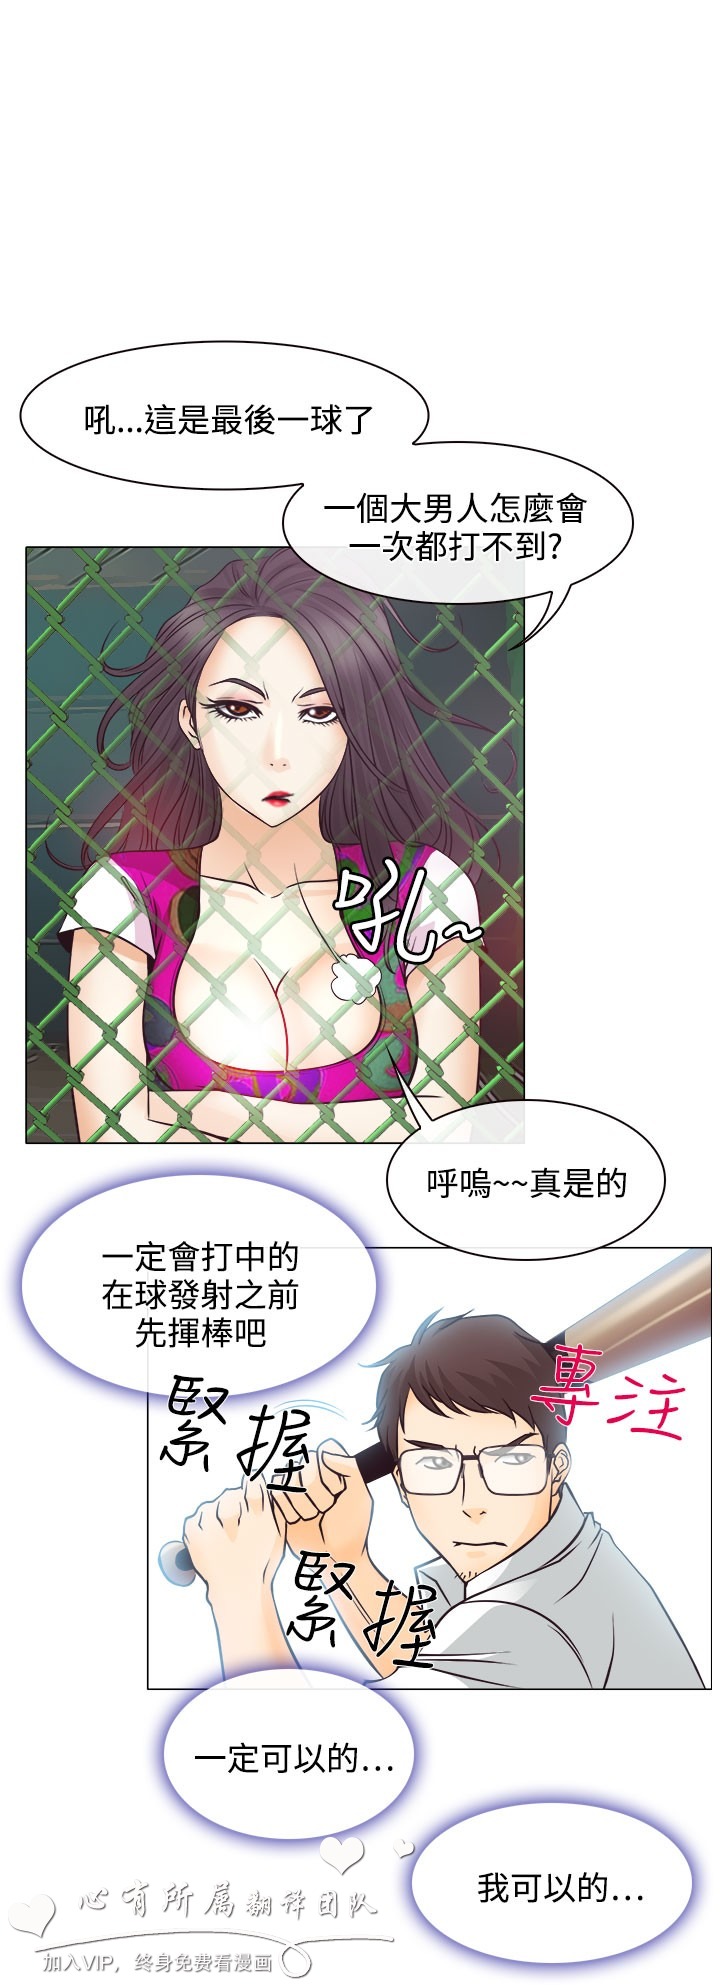 吼...這是最後一球了
一個大男人怎麼會
一次都打不到?
吼~
呼嗚~~真是的
一定會打中的
在球發射之前
先揮棒吧
專注
緊握
緊握
一定可以的...
我可以的...
心有所属翻译团队
加入VIP，终身免费看漫画